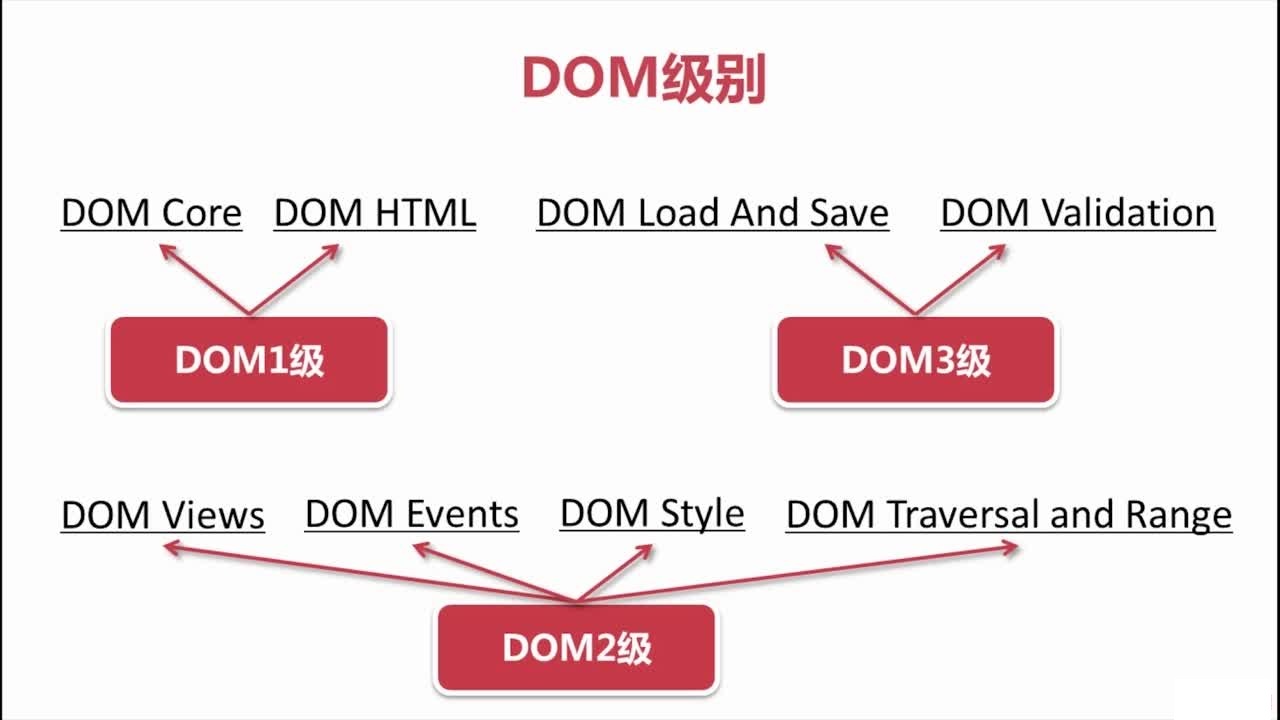 DOM级别
DOM Core DOM HTML DOM Load And Save DOM Validation
DOM1级 DOM3级
DOM Views DOM Events DOM Style DOM Traversal and Range
DOM2级